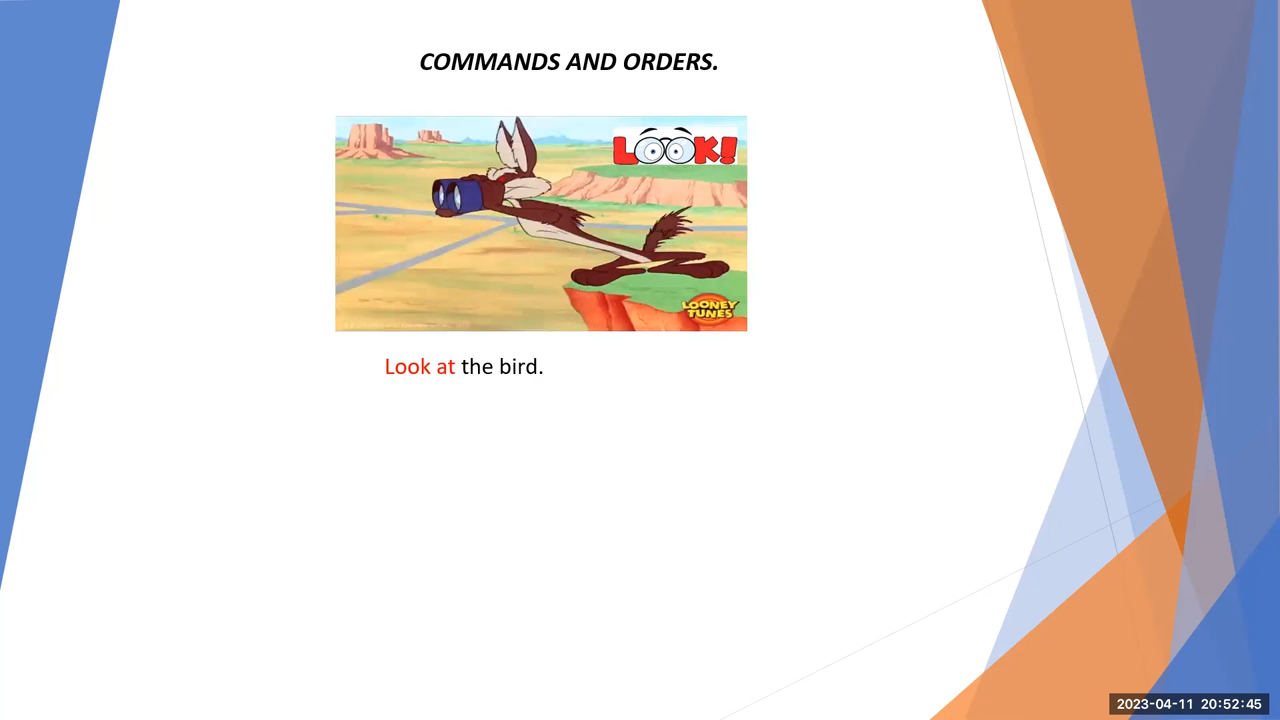 COMMANDS AND ORDERS.
LOOK!
LOONEY
TUNES
Look at the bird.
2023-04-11 20:52:45